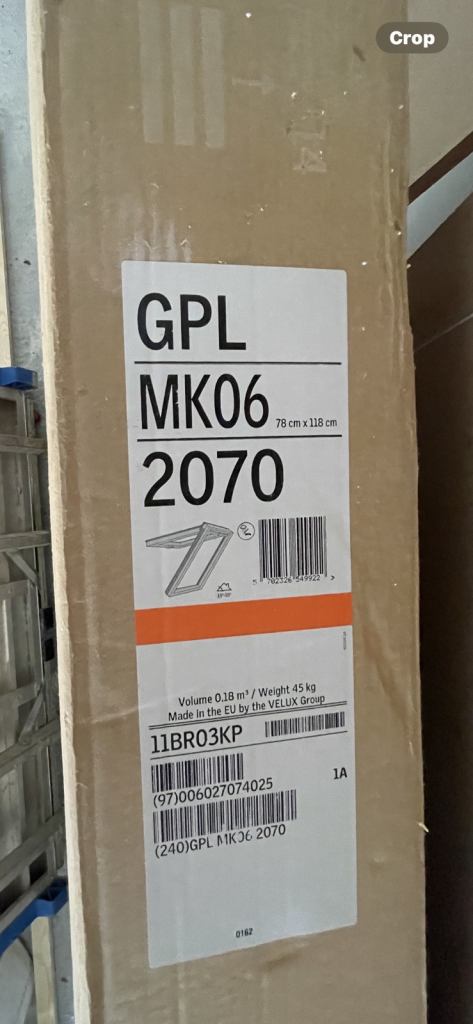 Crop
GPL
MK06 78 cm x 118 cm
2070
5 702326 549922 >
Volume 0.18 m³ / Weight 45 kg
Made in the EU by the VELUX Group
11BR03KP
1A
(97)006027074025
(240)GPL MK06 2070
0162